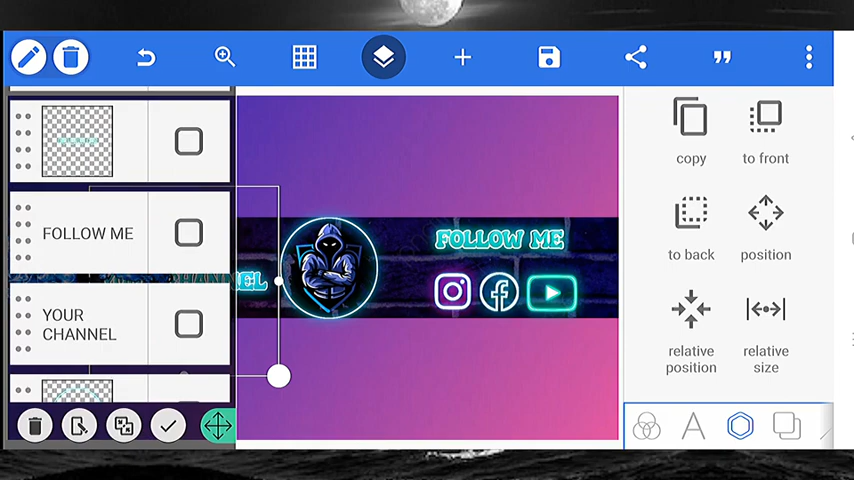 copy
to front
FOLLOW ME
FOLLOW ME
to back
position
YOUR
CHANNEL
relative
position
relative
size